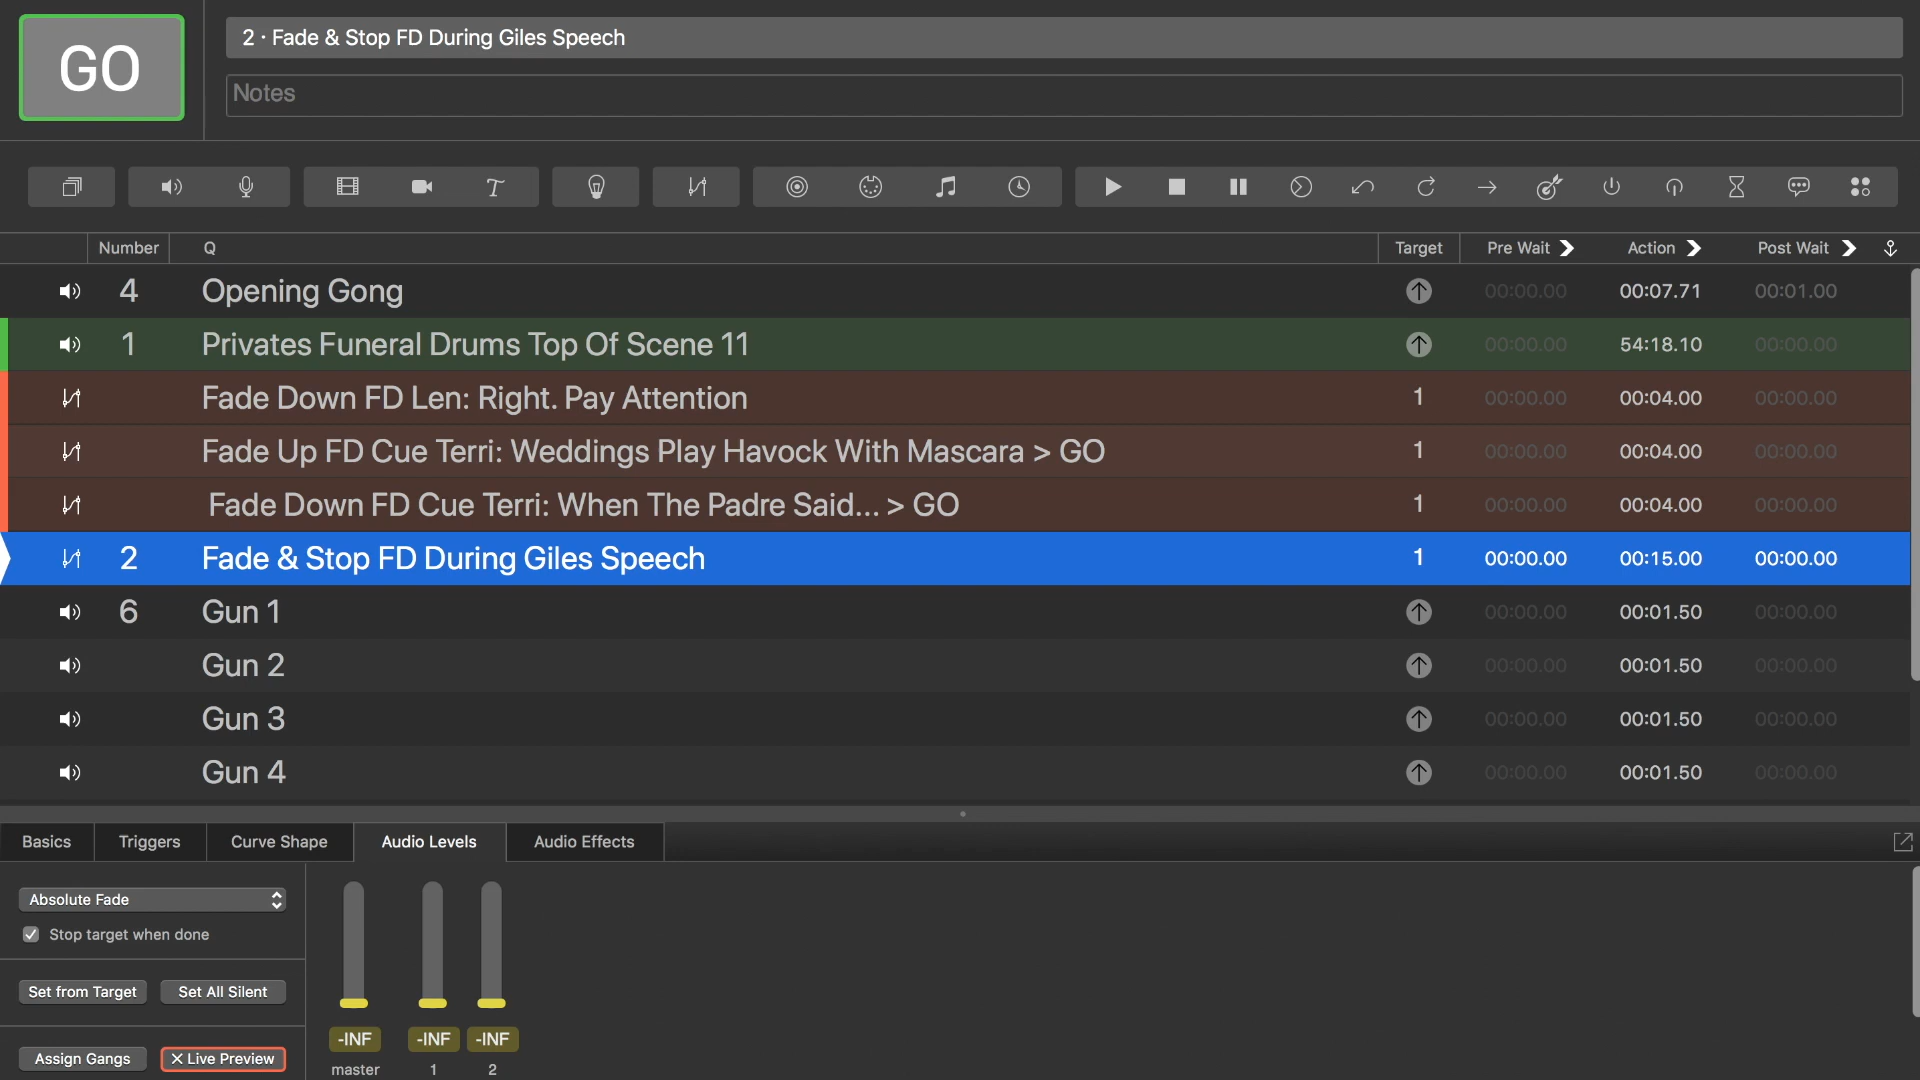 GO
2 · Fade & Stop FD During Giles Speech
Notes
Number Q Target Pre Wait Action Post Wait
4 Opening Gong 00:00.00 00:07.71 00:01.00
1 Privates Funeral Drums Top Of Scene 11 00:00.00 54:18.10 00:00.00
Fade Down FD Len: Right. Pay Attention 1 00:00.00 00:04.00 00:00.00
Fade Up FD Cue Terri: Weddings Play Havock With Mascara > GO 1 00:00.00 00:04.00 00:00.00
Fade Down FD Cue Terri: When The Padre Said... > GO 1 00:00.00 00:04.00 00:00.00
2 Fade & Stop FD During Giles Speech 1 00:00.00 00:15.00 00:00.00
6 Gun 1 00:00.00 00:01.50 00:00.00
Gun 2 00:00.00 00:01.50 00:00.00
Gun 3 00:00.00 00:01.50 00:00.00
Gun 4 00:00.00 00:01.50 00:00.00
Basics Triggers Curve Shape Audio Levels Audio Effects
Absolute Fade
Stop target when done
Set from Target Set All Silent
Assign Gangs Live Preview
-INF -INF -INF
master 1 2